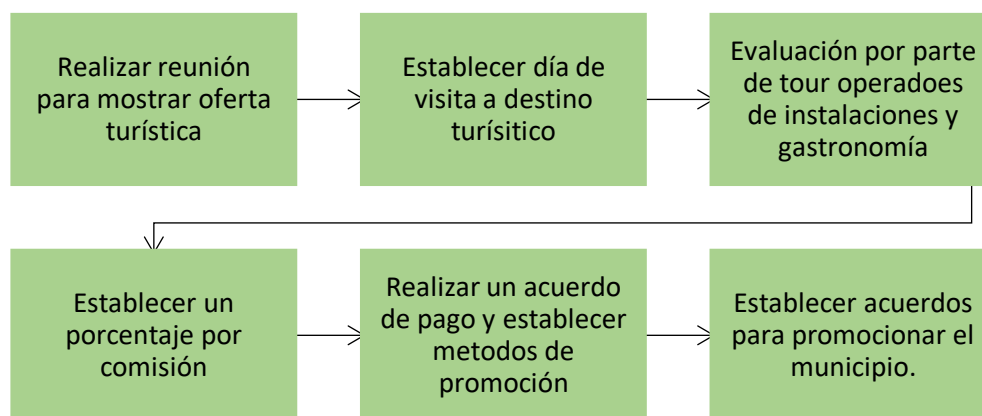 Realizar reunión
para mostrar oferta
turística
Establecer día de
visita a destino
turísitico
Evaluación por parte
de tour operadoes
de instalaciones y
gastronomía
Establecer un
porcentaje por
comisión
Realizar un acuerdo
de pago y establecer
metodos de
promoción
Establecer acuerdos
para promocionar el
municipio.